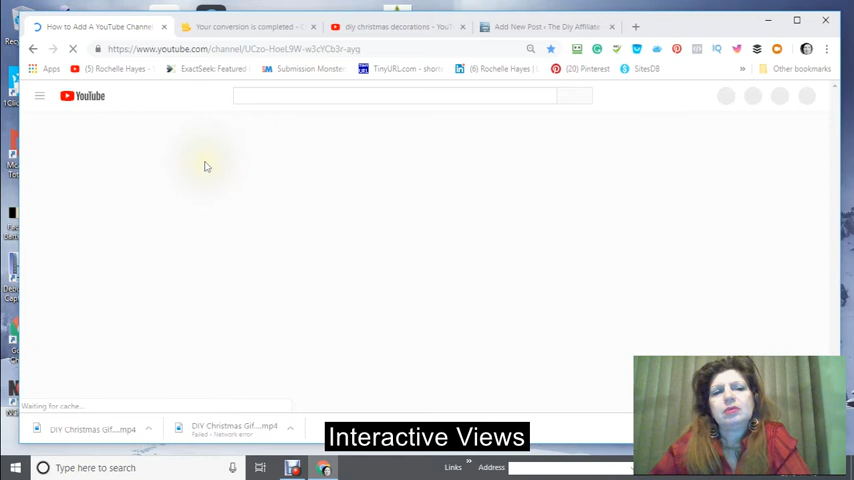 How to Add A YouTube Channel
Your conversion is completed - C
diy christmas decorations - YouT
Add New Post ‹ The Diy Affiliate
https://www.youtube.com/channel/UCzo-HoeL9W-w3cYCb3r-ayg
Apps
(5) Rochelle Hayes -
ExactSeek: Featured
Submission Monster
TinyURL.com - shorte
(6) Rochelle Hayes |
(20) Pinterest
SitesDB
Other bookmarks
YouTube
Waiting for cache...
DIY Christmas Gif....mp4
DIY Christmas Gif....mp4
Failed - Network error
Interactive Views
Type here to search
Links
Address